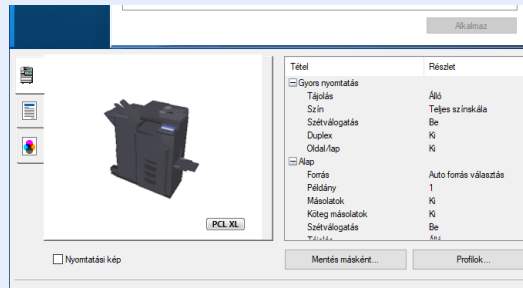 Alkalmaz
Tétel Részlet
Gyors nyomtatás
Tájolás Álló
Szín Teljes színskála
Szétválogatás Be
Duplex Ki
Oldal/lap Ki
Alap
Forrás Auto forrás választás
Példány 1
Másolatok Ki
Köteg másolatok Ki
Szétválogatás Be
Tájolás Álló
PCL XL
Nyomtatási kép
Mentés másként... Profilok...